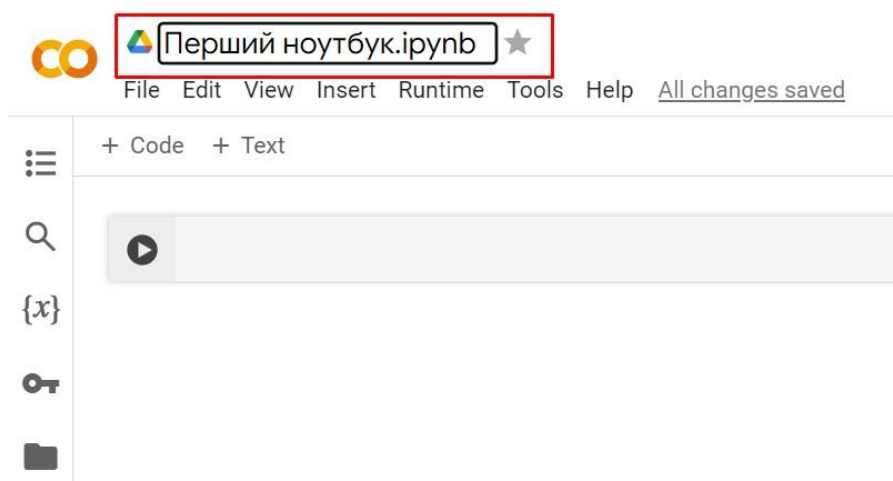 Перший ноутбук.ipynb
File Edit View Insert Runtime Tools Help All changes saved
+ Code + Text
{x}